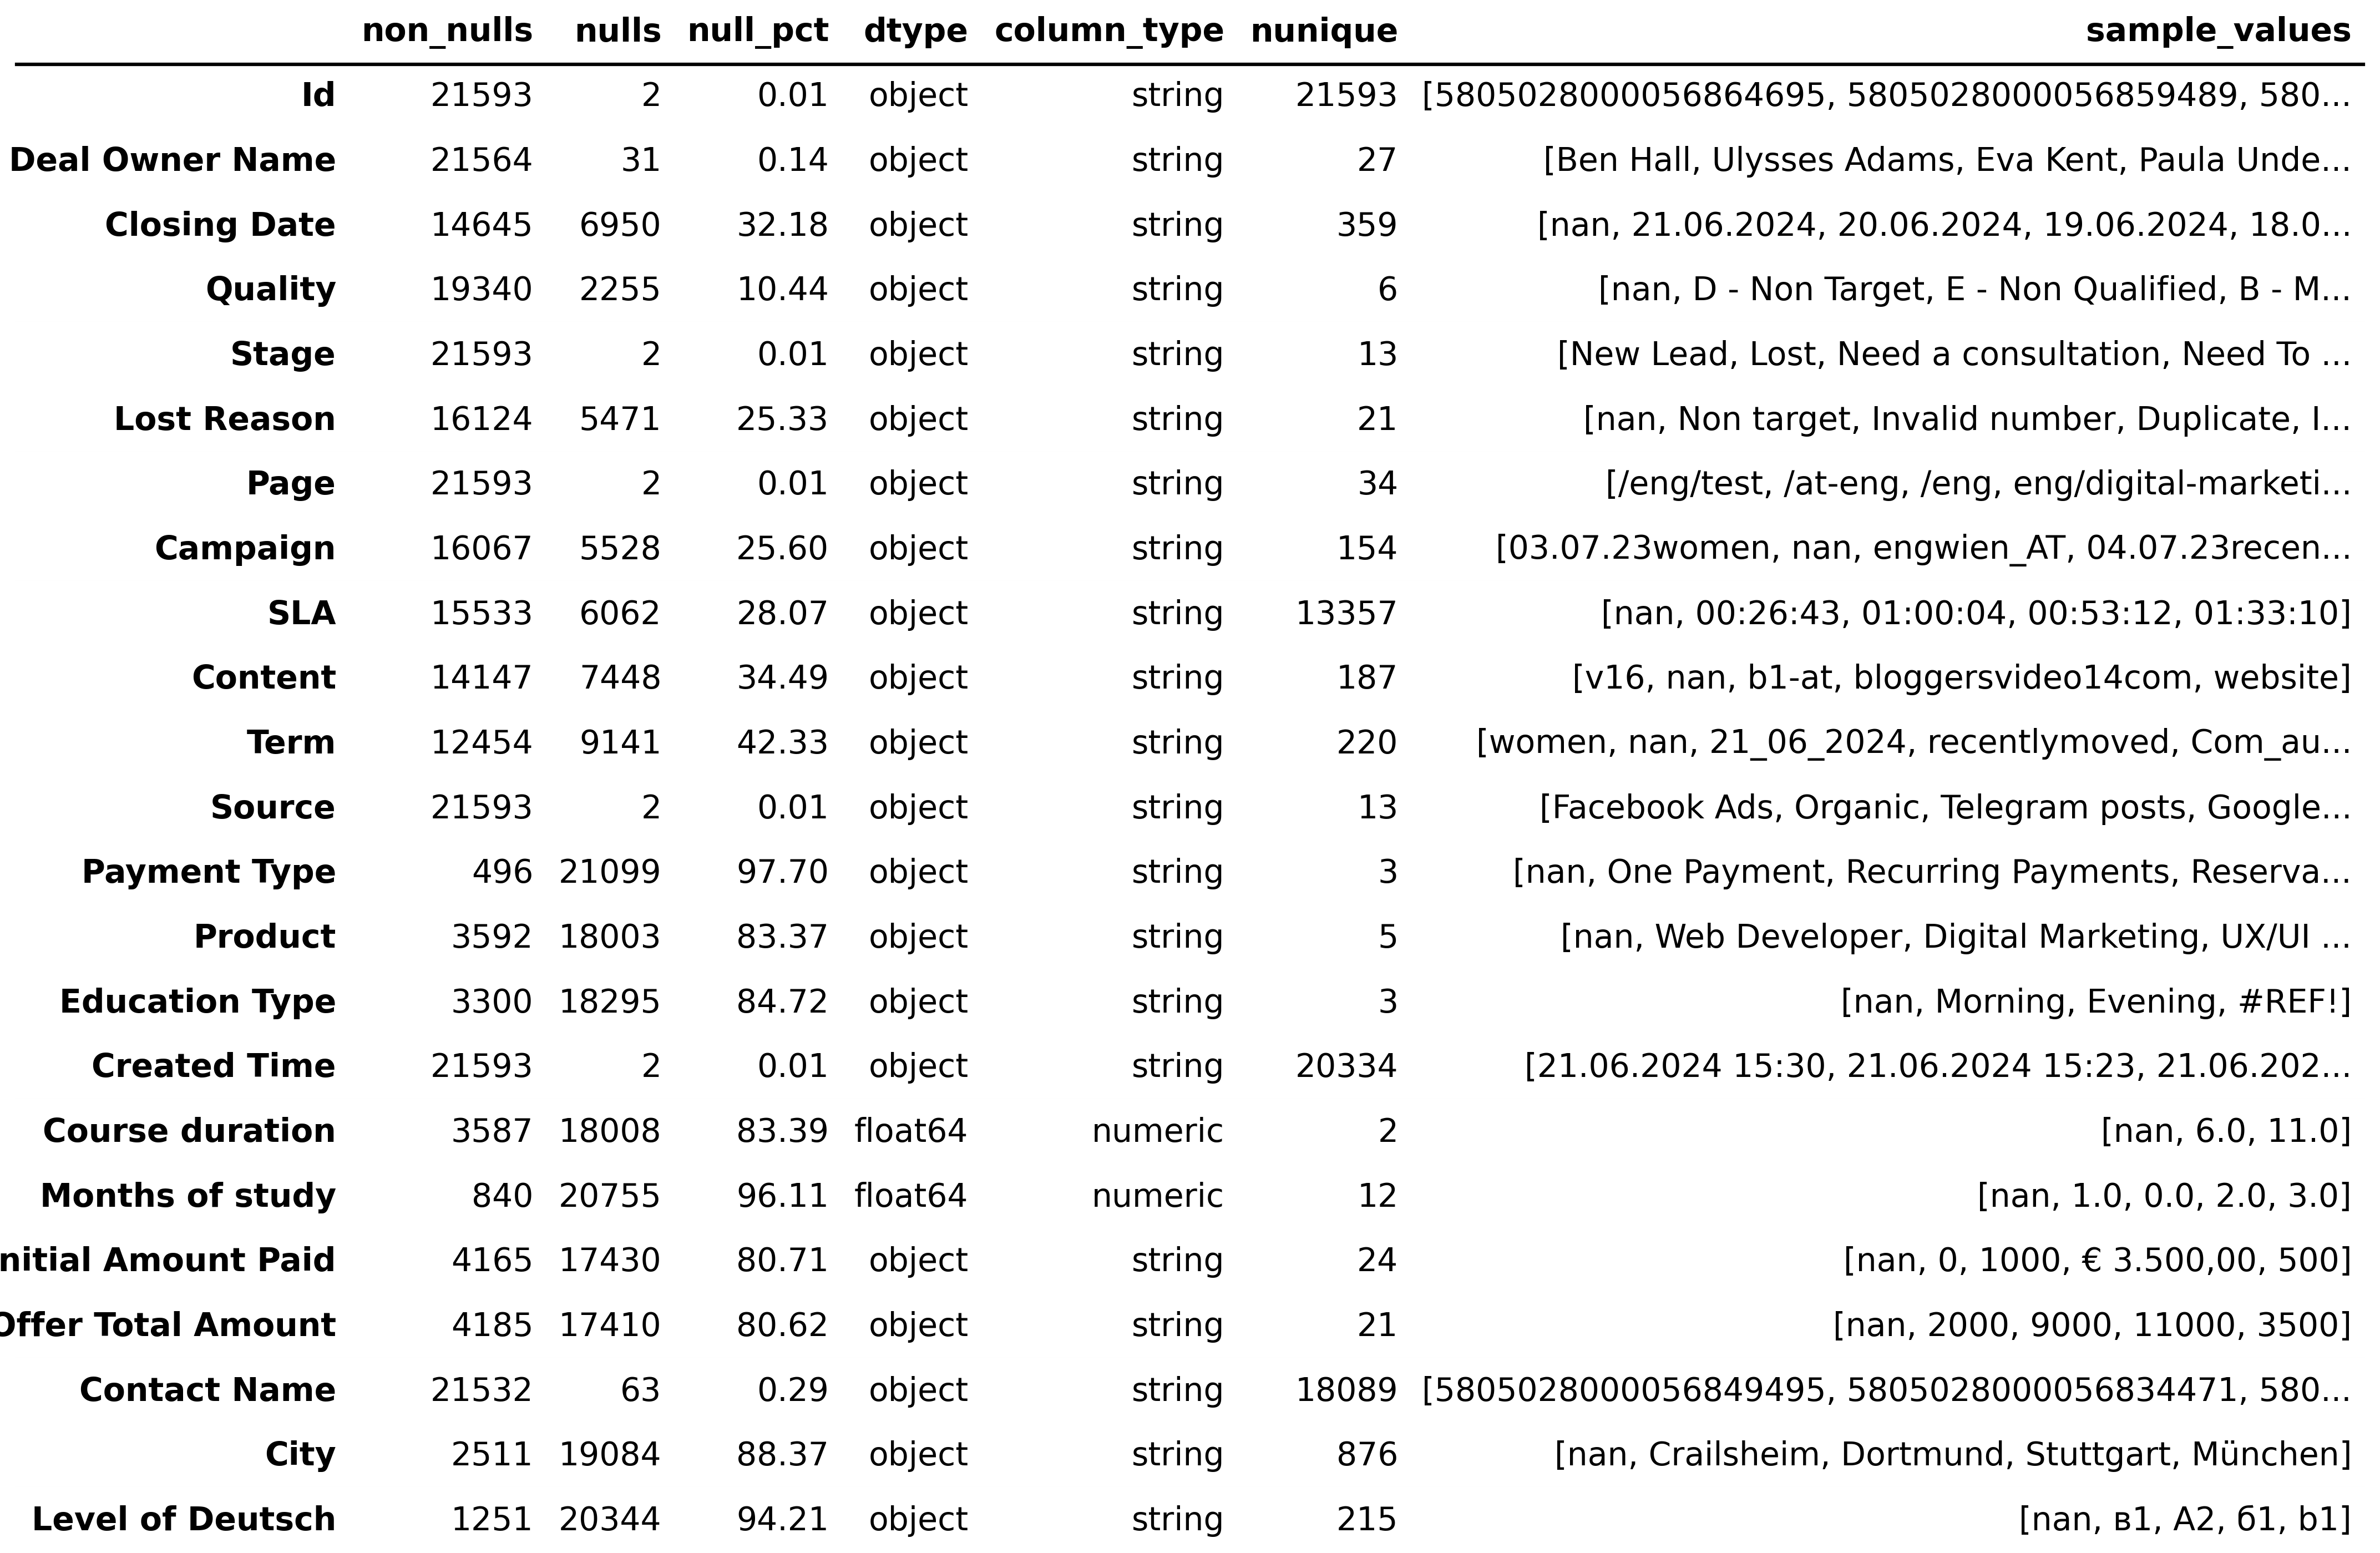 non_nulls nulls null_pct dtype column_type nunique sample_values
Id 21593 2 0.01 object string 21593 [5805028000056864695, 5805028000056859489, 580...
Deal Owner Name 21564 31 0.14 object string 27 [Ben Hall, Ulysses Adams, Eva Kent, Paula Unde...
Closing Date 14645 6950 32.18 object string 359 [nan, 21.06.2024, 20.06.2024, 19.06.2024, 18.0...
Quality 19340 2255 10.44 object string 6 [nan, D - Non Target, E - Non Qualified, B - M...
Stage 21593 2 0.01 object string 13 [New Lead, Lost, Need a consultation, Need To ...
Lost Reason 16124 5471 25.33 object string 21 [nan, Non target, Invalid number, Duplicate, I...
Page 21593 2 0.01 object string 34 [/eng/test, /at-eng, /eng, eng/digital-marketi...
Campaign 16067 5528 25.60 object string 154 [03.07.23women, nan, engwien_AT, 04.07.23recen...
SLA 15533 6062 28.07 object string 13357 [nan, 00:26:43, 01:00:04, 00:53:12, 01:33:10]
Content 14147 7448 34.49 object string 187 [v16, nan, b1-at, bloggersvideo14com, website]
Term 12454 9141 42.33 object string 220 [women, nan, 21_06_2024, recentlymoved, Com_au...
Source 21593 2 0.01 object string 13 [Facebook Ads, Organic, Telegram posts, Google...
Payment Type 496 21099 97.70 object string 3 [nan, One Payment, Recurring Payments, Reserva...
Product 3592 18003 83.37 object string 5 [nan, Web Developer, Digital Marketing, UX/UI ...
Education Type 3300 18295 84.72 object string 3 [nan, Morning, Evening, #REF!]
Created Time 21593 2 0.01 object string 20334 [21.06.2024 15:30, 21.06.2024 15:23, 21.06.202...
Course duration 3587 18008 83.39 float64 numeric 2 [nan, 6.0, 11.0]
Months of study 840 20755 96.11 float64 numeric 12 [nan, 1.0, 0.0, 2.0, 3.0]
nitial Amount Paid 4165 17430 80.71 object string 24 [nan, 0, 1000, € 3.500,00, 500]
Offer Total Amount 4185 17410 80.62 object string 21 [nan, 2000, 9000, 11000, 3500]
Contact Name 21532 63 0.29 object string 18089 [5805028000056849495, 5805028000056834471, 580...
City 2511 19084 88.37 object string 876 [nan, Crailsheim, Dortmund, Stuttgart, München]
Level of Deutsch 1251 20344 94.21 object string 215 [nan, в1, A2, б1, b1]